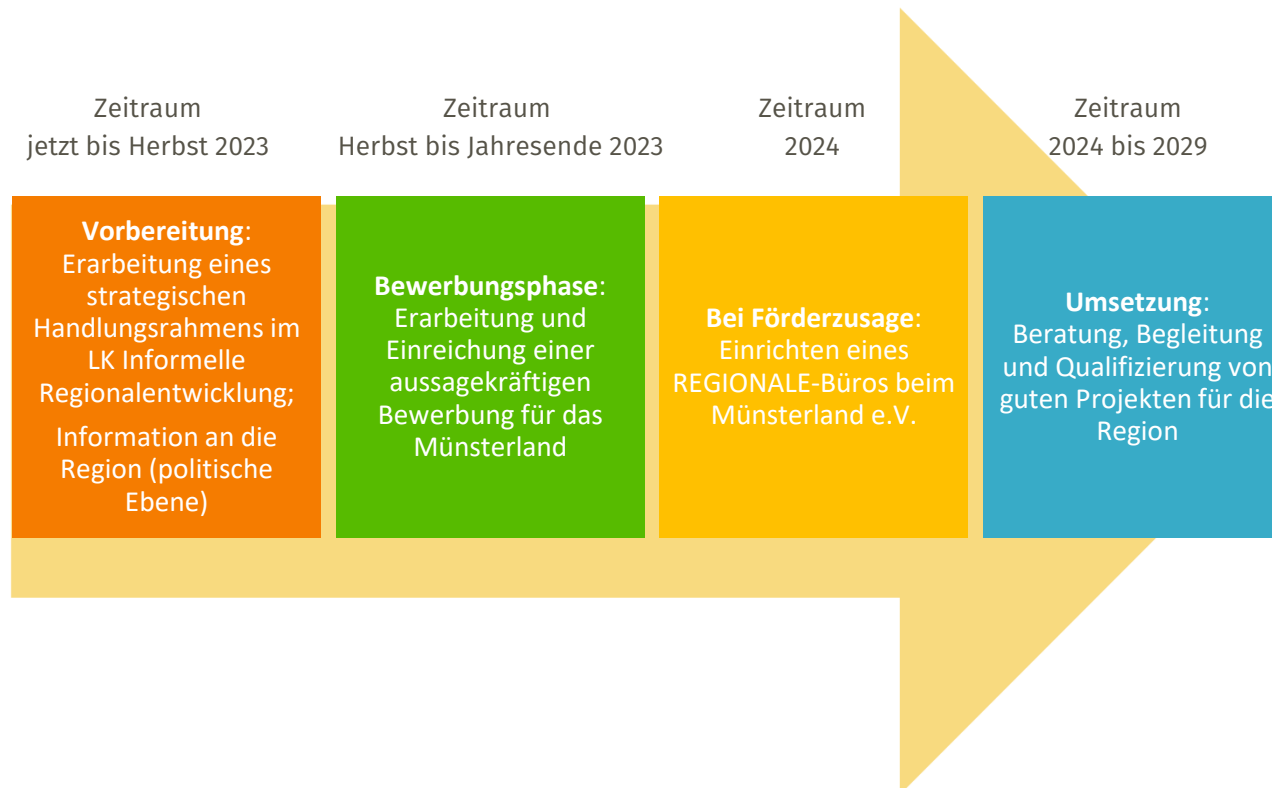 Zeitraum
jetzt bis Herbst 2023
Zeitraum
Herbst bis Jahresende 2023
Zeitraum
2024
Zeitraum
2024 bis 2029
Vorbereitung:
Erarbeitung eines
strategischen
Handlungsrahmens im
LK Informelle
Regionalentwicklung;
Information an die
Region (politische
Ebene)
Bewerbungsphase:
Erarbeitung und
Einreichung einer
aussagekräftigen
Bewerbung für das
Münsterland
Bei Förderzusage:
Einrichten eines
REGIONALE-Büros beim
Münsterland e.V.
Umsetzung:
Beratung, Begleitung
und Qualifizierung von
guten Projekten für die
Region